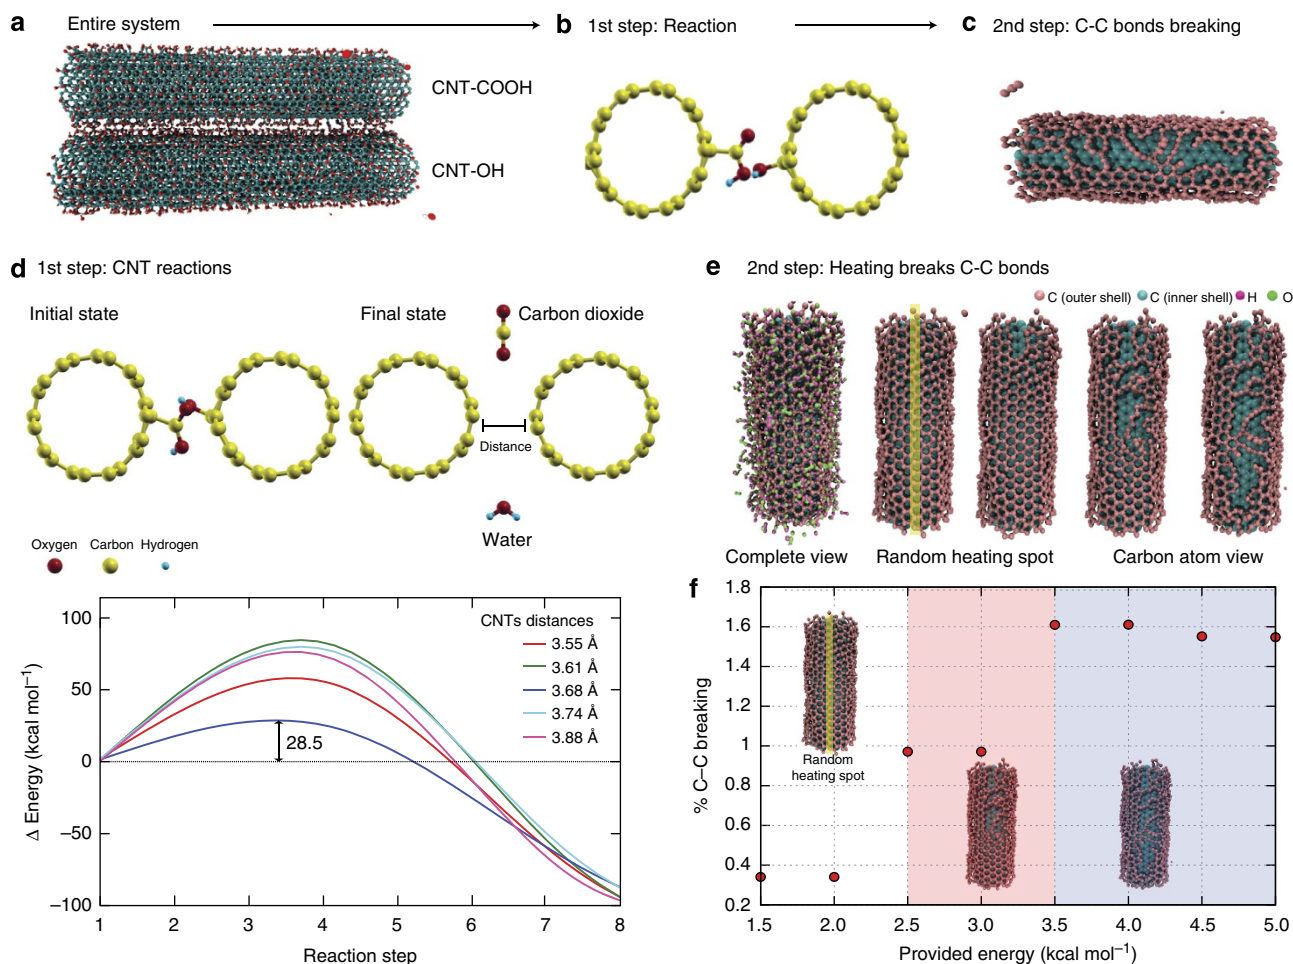 a Entire system
CNT-COOH
CNT-OH
b 1st step: Reaction
c 2nd step: C-C bonds breaking
d 1st step: CNT reactions
Initial state
Final state
Carbon dioxide
Distance
Water
Oxygen Carbon Hydrogen
100
50
0
−50
−100
Δ Energy (kcal mol⁻¹)
28.5
CNTs distances
3.55 Å
3.61 Å
3.68 Å
3.74 Å
3.88 Å
1 2 3 4 5 6 7 8
Reaction step
e 2nd step: Heating breaks C-C bonds
C (outer shell) C (inner shell) H O
Complete view
Random heating spot
Carbon atom view
f
1.8
1.6
1.4
1.2
1
0.8
0.6
0.4
0.2
% C–C breaking
Random
heating spot
1.5 2.0 2.5 3.0 3.5 4.0 4.5 5.0
Provided energy (kcal mol⁻¹)